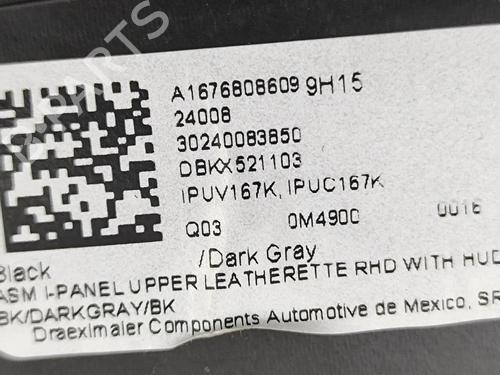 A1676808609 9H15
24008
30240083850
DBKX521103
IPUV167K, IPUC167K
Q03 0M4900 0016
Black /Dark Gray
ASM I-PANEL UPPER LEATHERETTE RHD WITH HUD
BK/DARKGRAY/BK
Draexlmaier Components Automotive de Mexico, SR
PARTS